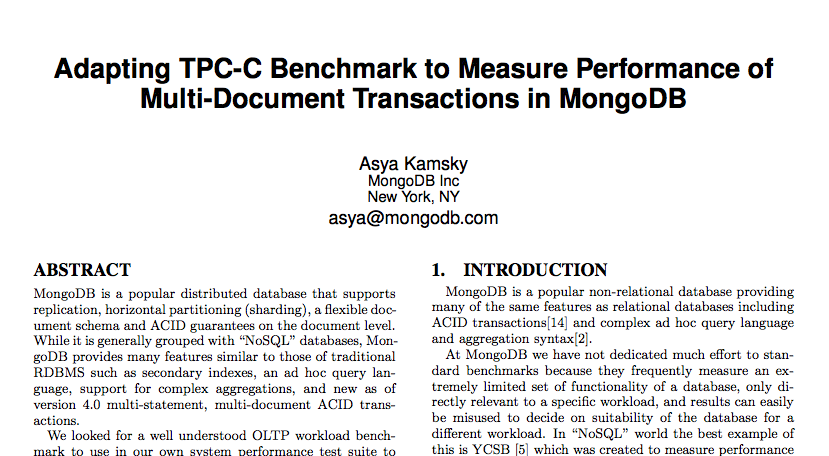 Adapting TPC-C Benchmark to Measure Performance of
Multi-Document Transactions in MongoDB
Asya Kamsky
MongoDB Inc
New York, NY
asya@mongodb.com
ABSTRACT
MongoDB is a popular distributed database that supports
replication, horizontal partitioning (sharding), a flexible doc-
ument schema and ACID guarantees on the document level.
While it is generally grouped with “NoSQL” databases, Mon-
goDB provides many features similar to those of traditional
RDBMS such as secondary indexes, an ad hoc query lan-
guage, support for complex aggregations, and new as of
version 4.0 multi-statement, multi-document ACID trans-
actions.
We looked for a well understood OLTP workload bench-
mark to use in our own system performance test suite to
1. INTRODUCTION
MongoDB is a popular non-relational database providing
many of the same features as relational databases including
ACID transactions[14] and complex ad hoc query language
and aggregation syntax[2].
At MongoDB we have not dedicated much effort to stan-
dard benchmarks because they frequently measure an ex-
tremely limited set of functionality of a database, only di-
rectly relevant to a specific workload, and results can easily
be misused to decide on suitability of the database for a
different workload. In “NoSQL” world the best example of
this is YCSB [5] which was created to measure performance